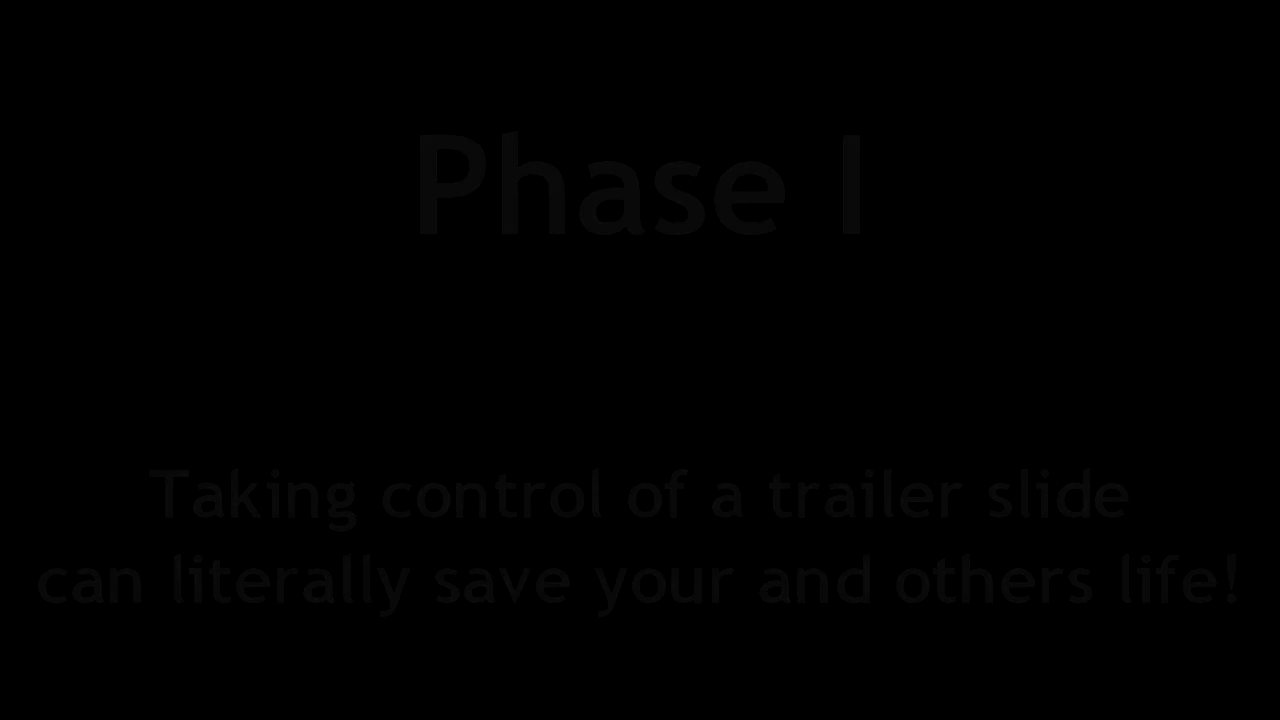 Phase I
Taking control of a trailer slide
can literally save your and others life!